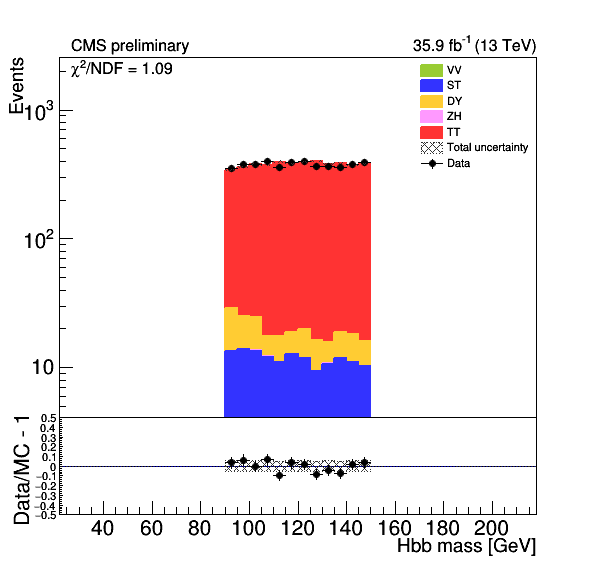 CMS preliminary
35.9 fb⁻¹ (13 TeV)
χ²/NDF = 1.09
Events
10³
10²
10
VV
ST
DY
ZH
TT
Total uncertainty
Data
Data/MC - 1
0.5
0.4
0.3
0.2
0.1
0
−0.1
−0.2
−0.3
−0.4
−0.5
40 60 80 100 120 140 160 180 200
Hbb mass [GeV]